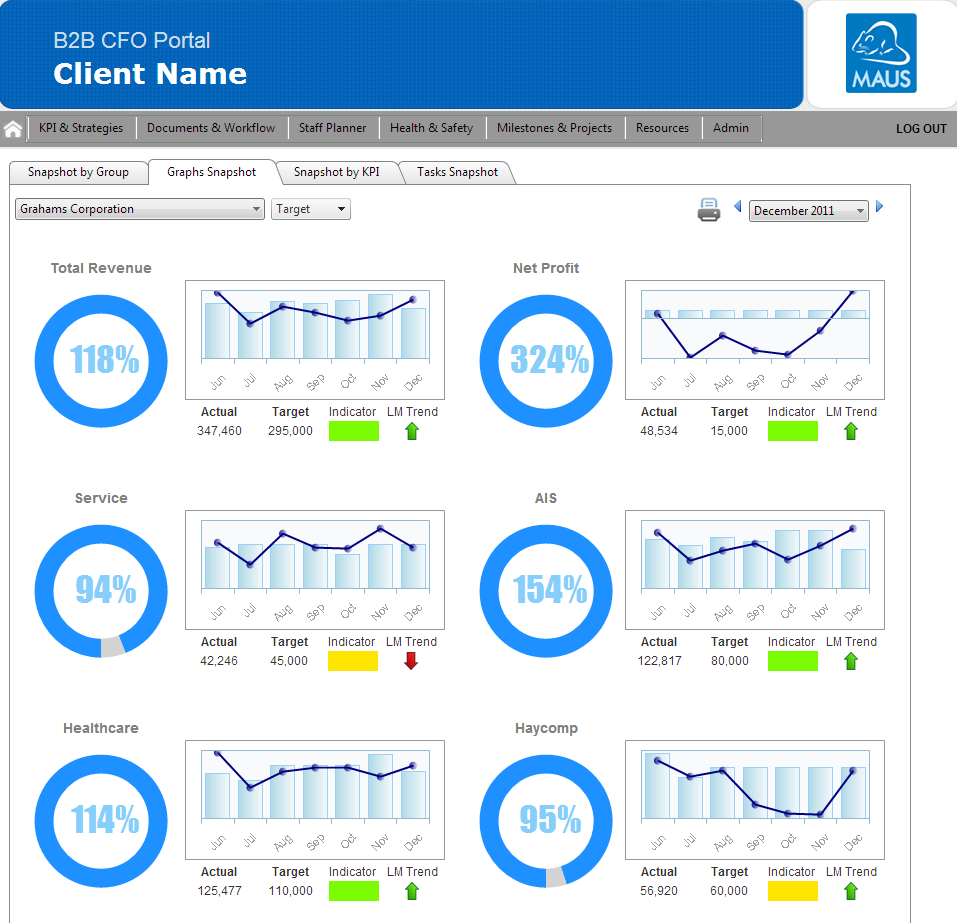 B2B CFO Portal
Client Name
MAUS
KPI & Strategies Documents & Workflow Staff Planner Health & Safety Milestones & Projects Resources Admin LOG OUT
Snapshot by Group Graphs Snapshot Snapshot by KPI Tasks Snapshot
Grahams Corporation Target December 2011
Total Revenue
118%
Jun Jul Aug Sep Oct Nov Dec
Actual Target Indicator LM Trend
347,460 295,000
Net Profit
324%
Jun Jul Aug Sep Oct Nov Dec
Actual Target Indicator LM Trend
48,534 15,000
Service
94%
Jun Jul Aug Sep Oct Nov Dec
Actual Target Indicator LM Trend
42,246 45,000
AIS
154%
Jun Jul Aug Sep Oct Nov Dec
Actual Target Indicator LM Trend
122,817 80,000
Healthcare
114%
Jun Jul Aug Sep Oct Nov Dec
Actual Target Indicator LM Trend
125,477 110,000
Haycomp
95%
Jun Jul Aug Sep Oct Nov Dec
Actual Target Indicator LM Trend
56,920 60,000